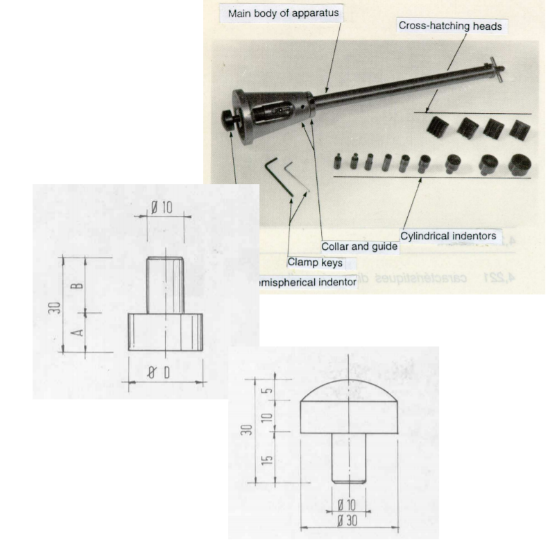 Main body of apparatus
Cross-hatching heads
Cylindrical indentors
Collar and guide
Clamp keys
emispherical indentor
4,221 caractéristiques de
Ø 10
30
B
A
Ø D
5
10
30
15
Ø 10
Ø 30